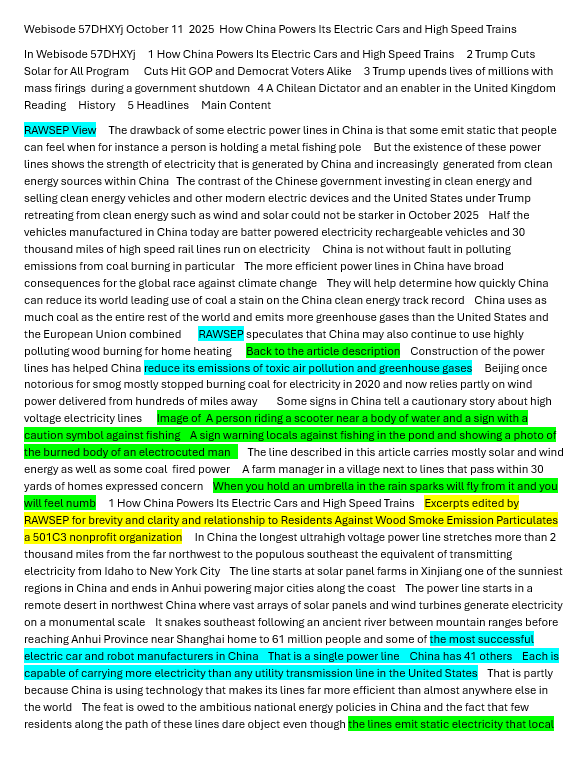 Webisode 57DHXYj October 11  2025  How China Powers Its Electric Cars and High Speed Trains
In Webisode 57DHXYj    1 How China Powers Its Electric Cars and High Speed Trains    2 Trump Cuts
Solar for All Program     Cuts Hit GOP and Democrat Voters Alike    3 Trump upends lives of millions with
mass firings  during a government shutdown   4 A Chilean Dictator and an enabler in the United Kingdom
Reading    History    5 Headlines    Main Content
RAWSEP View    The drawback of some electric power lines in China is that some emit static that people
can feel when for instance a person is holding a metal fishing pole    But the existence of these power
lines shows the strength of electricity that is generated by China and increasingly  generated from clean
energy sources within China   The contrast of the Chinese government investing in clean energy and
selling clean energy vehicles and other modern electric devices and the United States under Trump
retreating from clean energy such as wind and solar could not be starker in October 2025    Half the
vehicles manufactured in China today are batter powered electricity rechargeable vehicles and 30
thousand miles of high speed rail lines run on electricity    China is not without fault in polluting
emissions from coal burning in particular   The more efficient power lines in China have broad
consequences for the global race against climate change   They will help determine how quickly China
can reduce its world leading use of coal a stain on the China clean energy track record    China uses as
much coal as the entire rest of the world and emits more greenhouse gases than the United States and
the European Union combined     RAWSEP speculates that China may also continue to use highly
polluting wood burning for home heating    Back to the article description    Construction of the power
lines has helped China reduce its emissions of toxic air pollution and greenhouse gases    Beijing once
notorious for smog mostly stopped burning coal for electricity in 2020 and now relies partly on wind
power delivered from hundreds of miles away      Some signs in China tell a cautionary story about high
voltage electricity lines    Image of  A person riding a scooter near a body of water and a sign with a
caution symbol against fishing   A sign warning locals against fishing in the pond and showing a photo of
the burned body of an electrocuted man    The line described in this article carries mostly solar and wind
energy as well as some coal  fired power    A farm manager in a village next to lines that pass within 30
yards of homes expressed concern   When you hold an umbrella in the rain sparks will fly from it and you
will feel numb    1 How China Powers Its Electric Cars and High Speed Trains   Excerpts edited by
RAWSEP for brevity and clarity and relationship to Residents Against Wood Smoke Emission Particulates
a 501C3 nonprofit organization    In China the longest ultrahigh voltage power line stretches more than 2
thousand miles from the far northwest to the populous southeast the equivalent of transmitting
electricity from Idaho to New York City   The line starts at solar panel farms in Xinjiang one of the sunniest
regions in China and ends in Anhui powering major cities along the coast    The power line starts in a
remote desert in northwest China where vast arrays of solar panels and wind turbines generate electricity
on a monumental scale   It snakes southeast following an ancient river between mountain ranges before
reaching Anhui Province near Shanghai home to 61 million people and some of the most successful
electric car and robot manufacturers in China   That is a single power line   China has 41 others   Each is
capable of carrying more electricity than any utility transmission line in the United States   That is partly
because China is using technology that makes its lines far more efficient than almost anywhere else in
the world   The feat is owed to the ambitious national energy policies in China and the fact that few
residents along the path of these lines dare object even though the lines emit static electricity that local